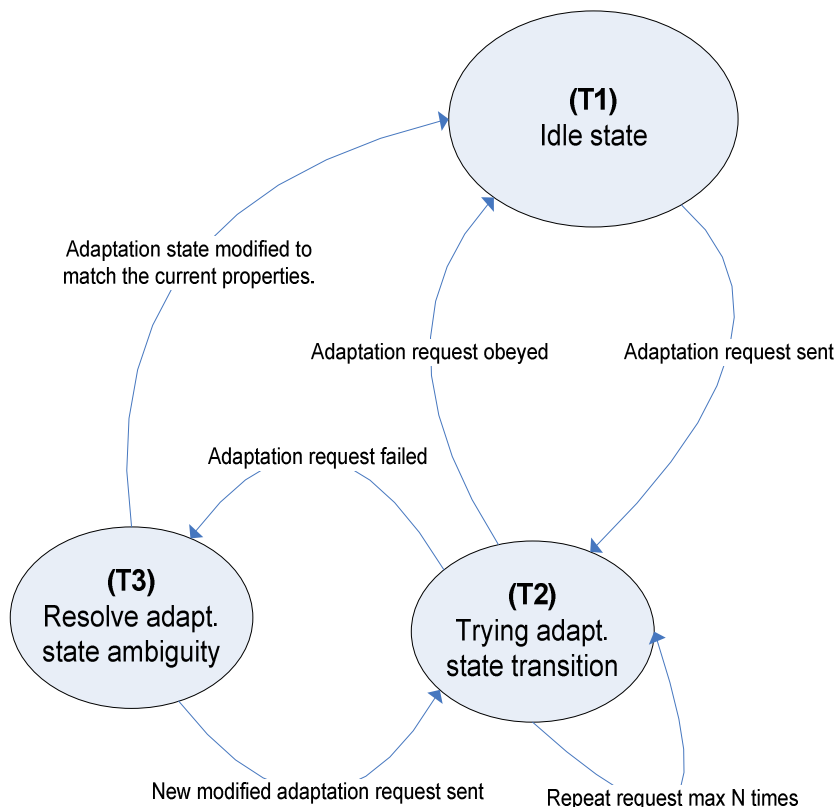 (T1)
Idle state
Adaptation state modified to
match the current properties.
Adaptation request obeyed
Adaptation request sent
Adaptation request failed
(T3)
Resolve adapt.
state ambiguity
(T2)
Trying adapt.
state transition
New modified adaptation request sent
Repeat request max N times